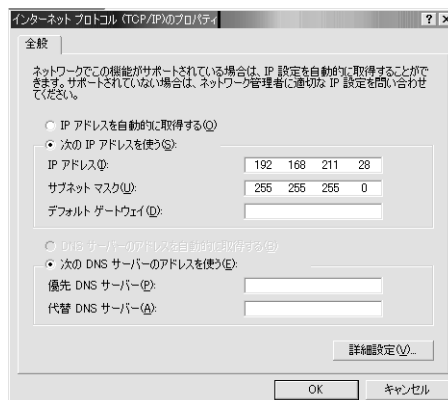 インターネット プロトコル (TCP/IP)のプロパティ
全般
ネットワークでこの機能がサポートされている場合は、IP 設定を自動的に取得することがで
きます。サポートされていない場合は、ネットワーク管理者に適切な IP 設定を問い合わせ
てください。
IP アドレスを自動的に取得する(O)
次の IP アドレスを使う(S):
IP アドレス(I): 192 168 211 28
サブネット マスク(U): 255 255 255 0
デフォルト ゲートウェイ(D):
DNS サーバーのアドレスを自動的に取得する(B)
次の DNS サーバーのアドレスを使う(E):
優先 DNS サーバー(P):
代替 DNS サーバー(A):
詳細設定(V)...
OK キャンセル